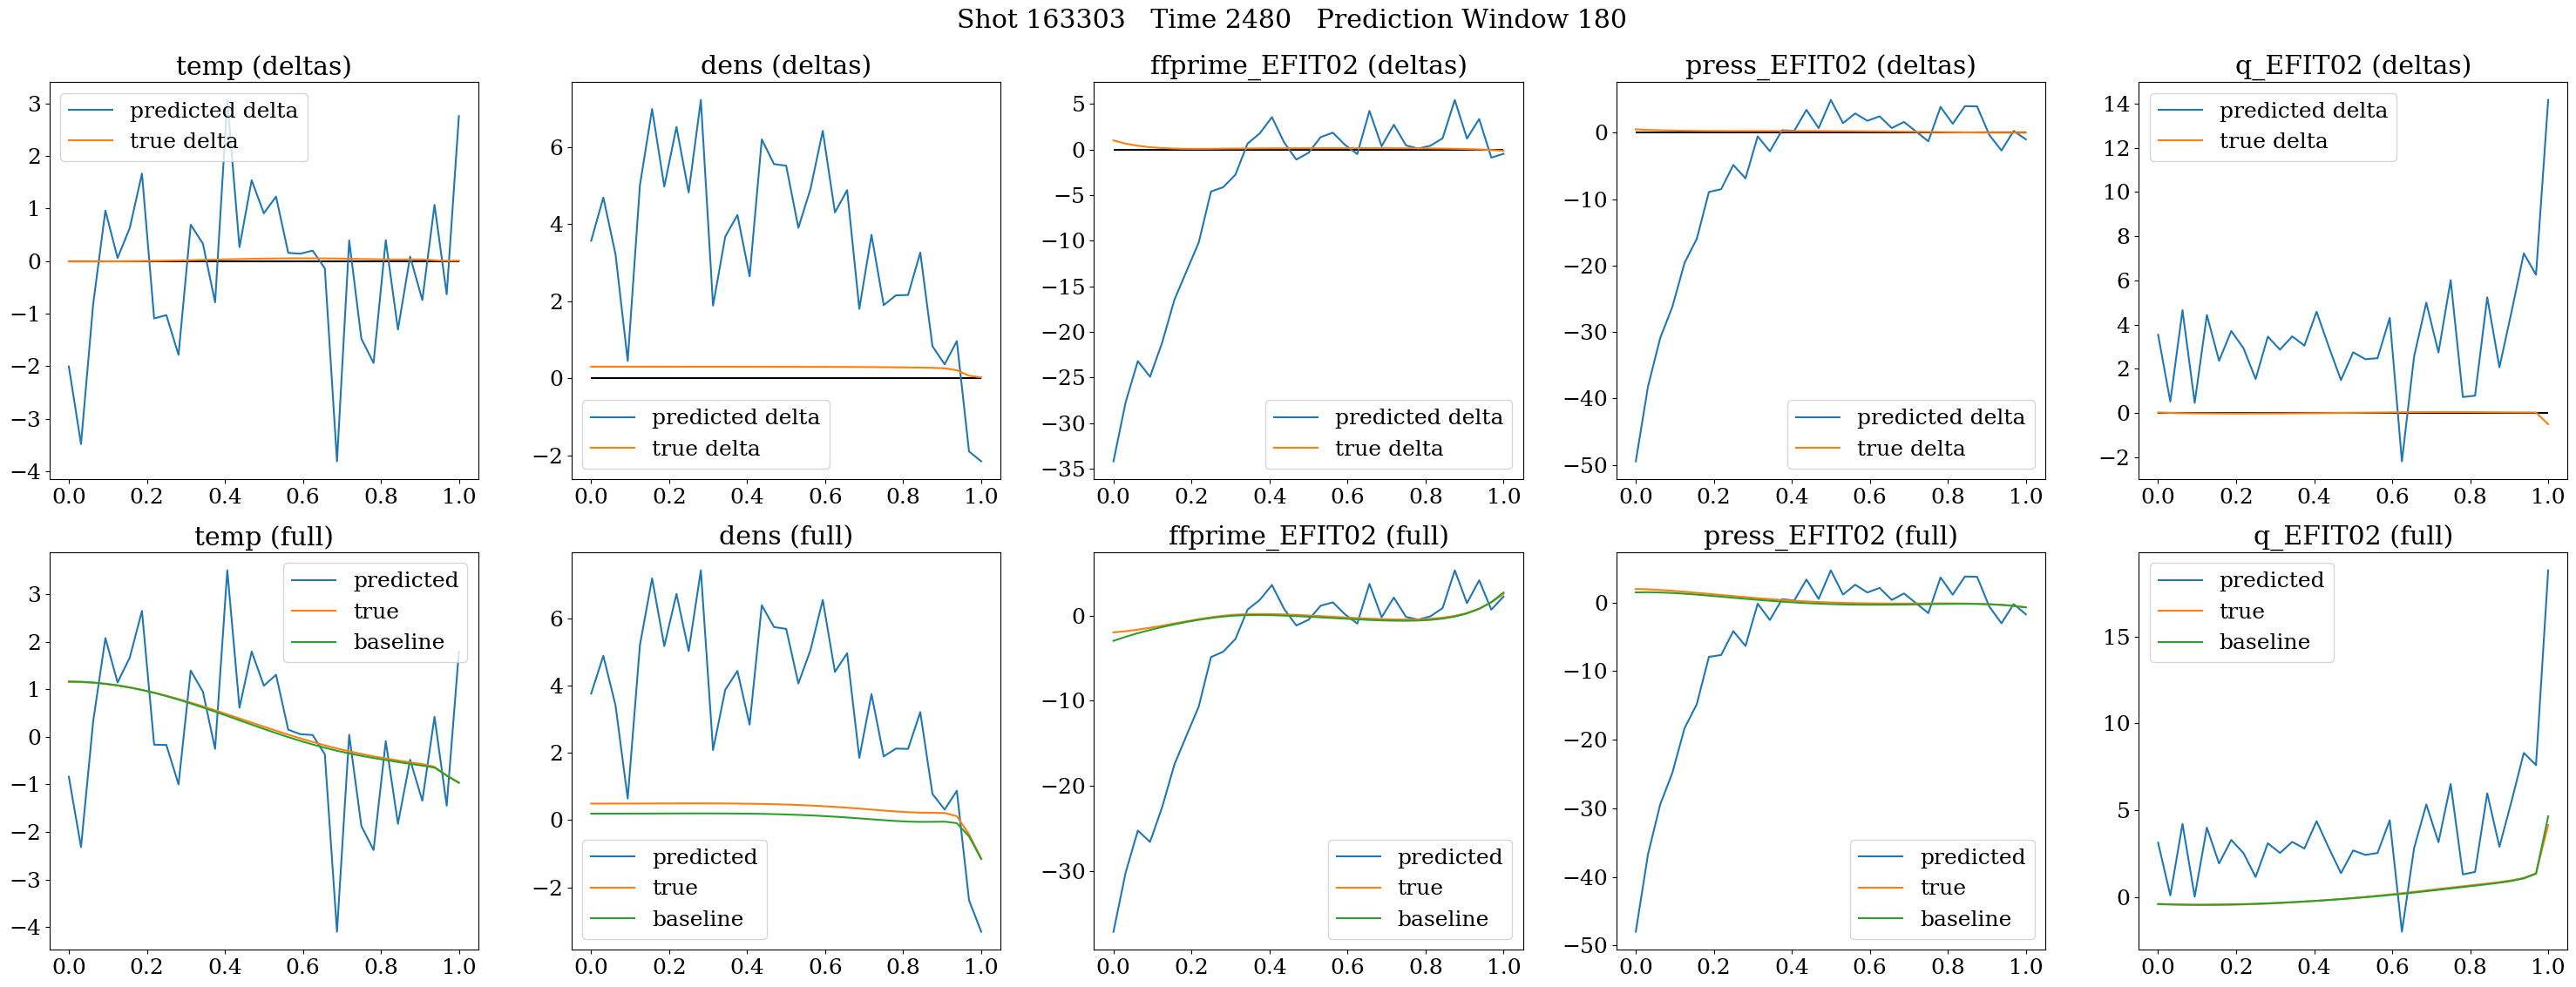 Shot 163303   Time 2480   Prediction Window 180
temp (deltas)
3
2
1
0
−1
−2
−3
−4
0.0 0.2 0.4 0.6 0.8 1.0
predicted delta
true delta
dens (deltas)
6
4
2
0
−2
0.0 0.2 0.4 0.6 0.8 1.0
predicted delta
true delta
ffprime_EFIT02 (deltas)
5
0
−5
−10
−15
−20
−25
−30
−35
0.0 0.2 0.4 0.6 0.8 1.0
predicted delta
true delta
press_EFIT02 (deltas)
0
−10
−20
−30
−40
−50
0.0 0.2 0.4 0.6 0.8 1.0
predicted delta
true delta
q_EFIT02 (deltas)
14
12
10
8
6
4
2
0
−2
0.0 0.2 0.4 0.6 0.8 1.0
predicted delta
true delta
temp (full)
3
2
1
0
−1
−2
−3
−4
0.0 0.2 0.4 0.6 0.8 1.0
predicted
true
baseline
dens (full)
6
4
2
0
−2
0.0 0.2 0.4 0.6 0.8 1.0
predicted
true
baseline
ffprime_EFIT02 (full)
0
−10
−20
−30
0.0 0.2 0.4 0.6 0.8 1.0
predicted
true
baseline
press_EFIT02 (full)
0
−10
−20
−30
−40
−50
0.0 0.2 0.4 0.6 0.8 1.0
predicted
true
baseline
q_EFIT02 (full)
15
10
5
0
0.0 0.2 0.4 0.6 0.8 1.0
predicted
true
baseline